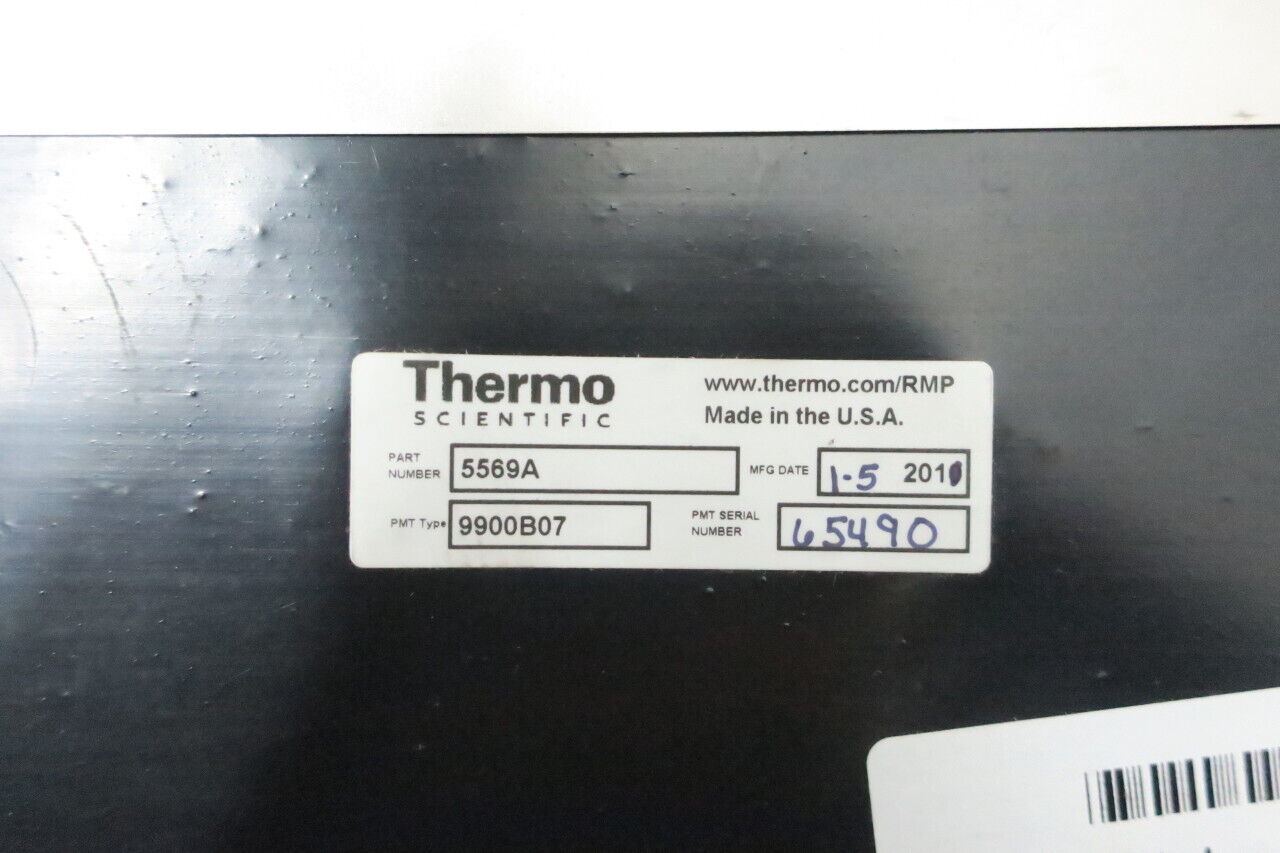 Thermo
SCIENTIFIC
www.thermo.com/RMP
Made in the U.S.A.
PART NUMBER 5569A
MFG DATE 1-5 2011
PMT Type 9900B07
PMT SERIAL NUMBER 65490